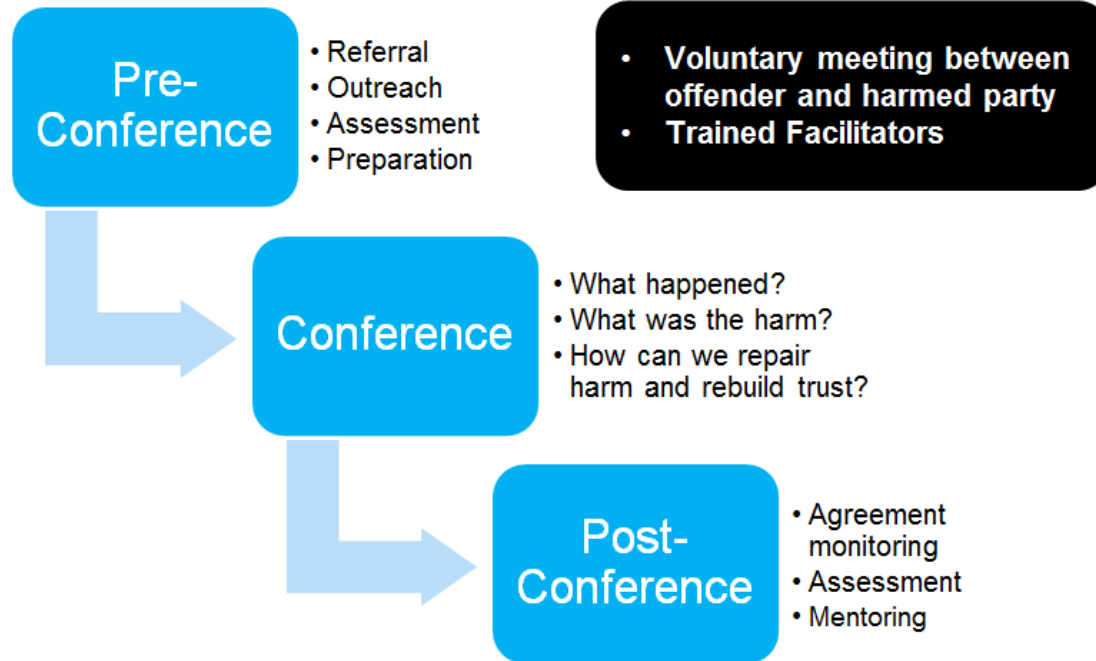 Pre-
Conference
• Referral
• Outreach
• Assessment
• Preparation
• Voluntary meeting between
offender and harmed party
• Trained Facilitators
Conference
• What happened?
• What was the harm?
• How can we repair
harm and rebuild trust?
Post-
Conference
• Agreement
monitoring
• Assessment
• Mentoring